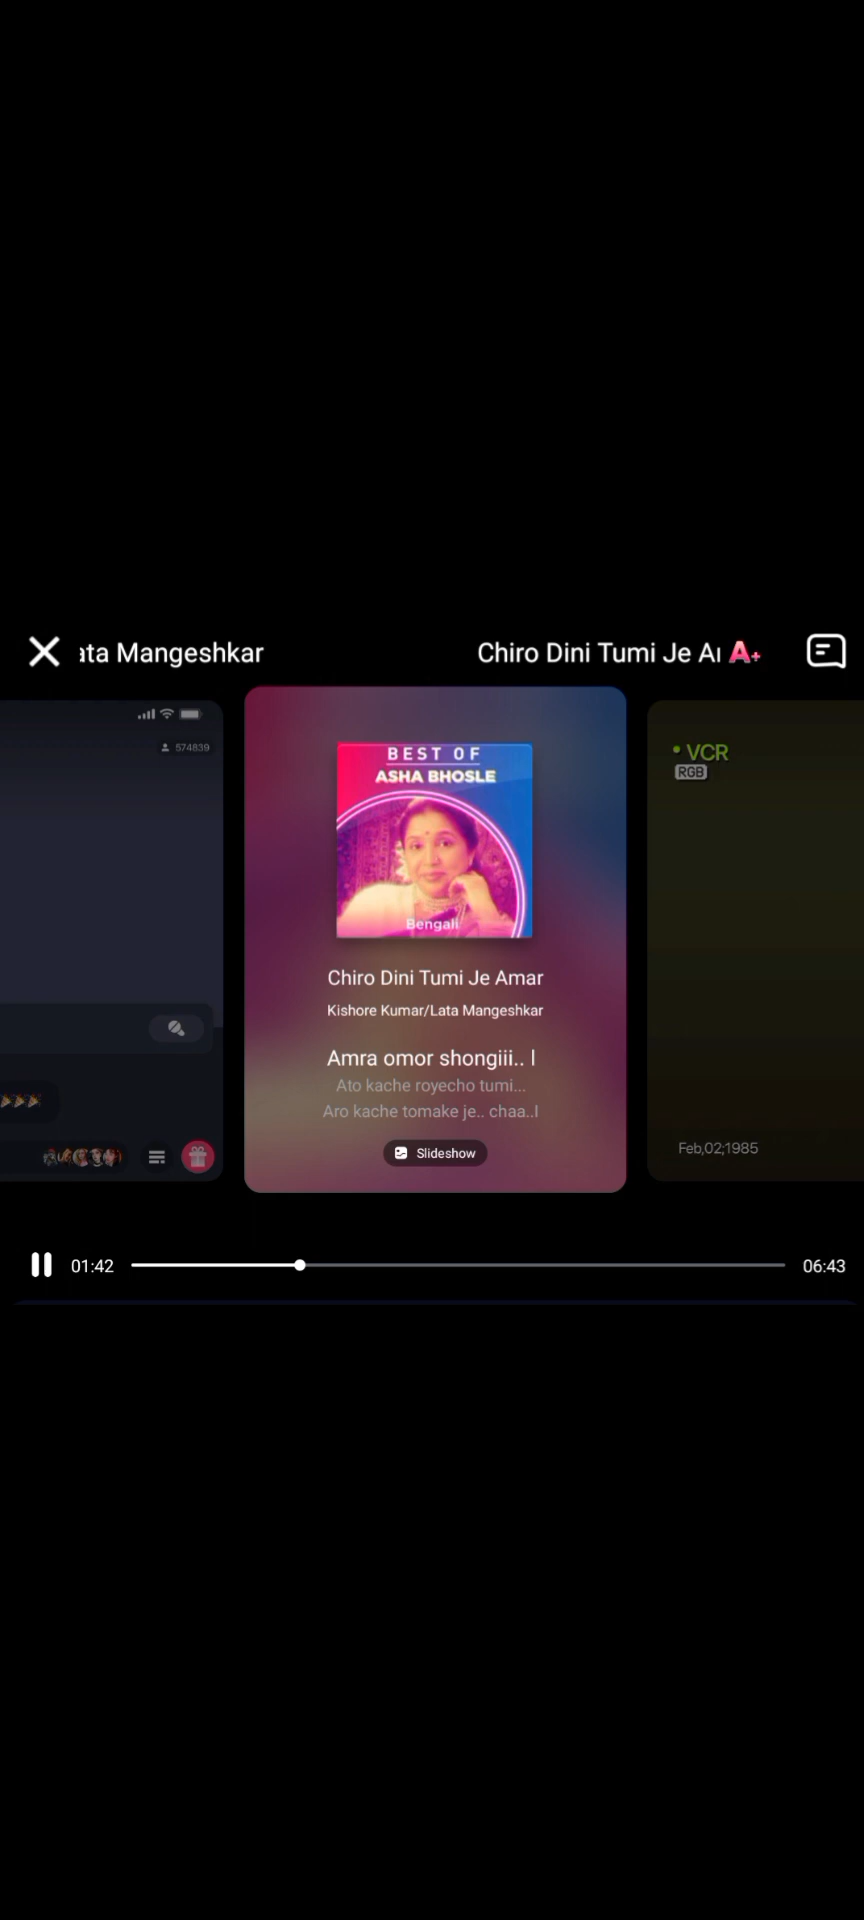 ata Mangeshkar
Chiro Dini Tumi Je A
A+
574839
BEST OF
ASHA BHOSLE
Bengali
VCR
RGB
Chiro Dini Tumi Je Amar
Kishore Kumar/Lata Mangeshkar
Amra omor shongiii.. l
Ato kache royecho tumi...
Aro kache tomake je.. chaa..l
Slideshow
Feb,02;1985
01:42
06:43